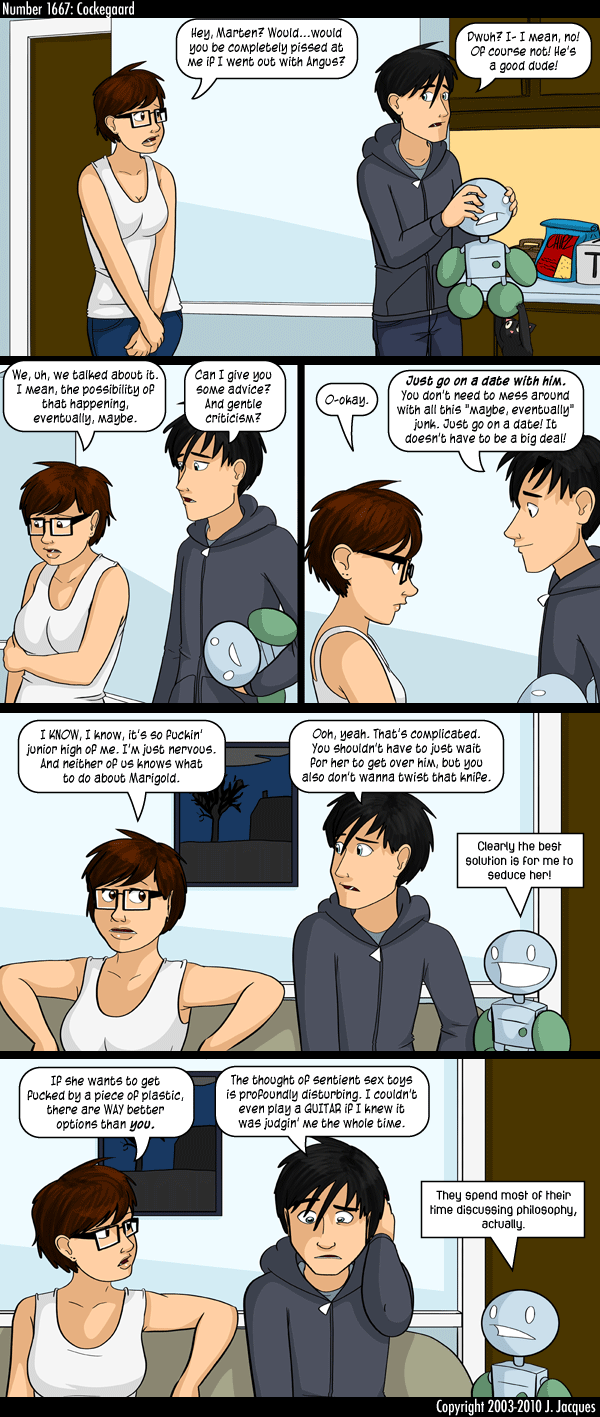 Number 1667: Cockegaard
Hey, Marten? Would...would
you be completely pissed at
me if I went out with Angus?
Dwuh? I- I mean, no!
Of course not! He's
a good dude!
CHIPZ
T
We, uh, we talked about it.
I mean, the possibility of
that happening,
eventually, maybe.
Can I give you
some advice?
And gentle
criticism?
O-okay.
Just go on a date with him.
You don't need to mess around
with all this "maybe, eventually"
junk. Just go on a date! It
doesn't have to be a big deal!
I KNOW, I know, it's so fuckin'
junior high of me. I'm just nervous.
And neither of us knows what
to do about Marigold.
Ooh, yeah. That's complicated.
You shouldn't have to just wait
for her to get over him, but you
also don't wanna twist that knife.
Clearly the best
solution is for me to
seduce her!
If she wants to get
fucked by a piece of plastic,
there are WAY better
options than you.
The thought of sentient sex toys
is profoundly disturbing. I couldn't
even play a GUITAR if I knew it
was judgin' me the whole time.
They spend most of their
time discussing philosophy,
actually.
Copyright 2003-2010 J. Jacques